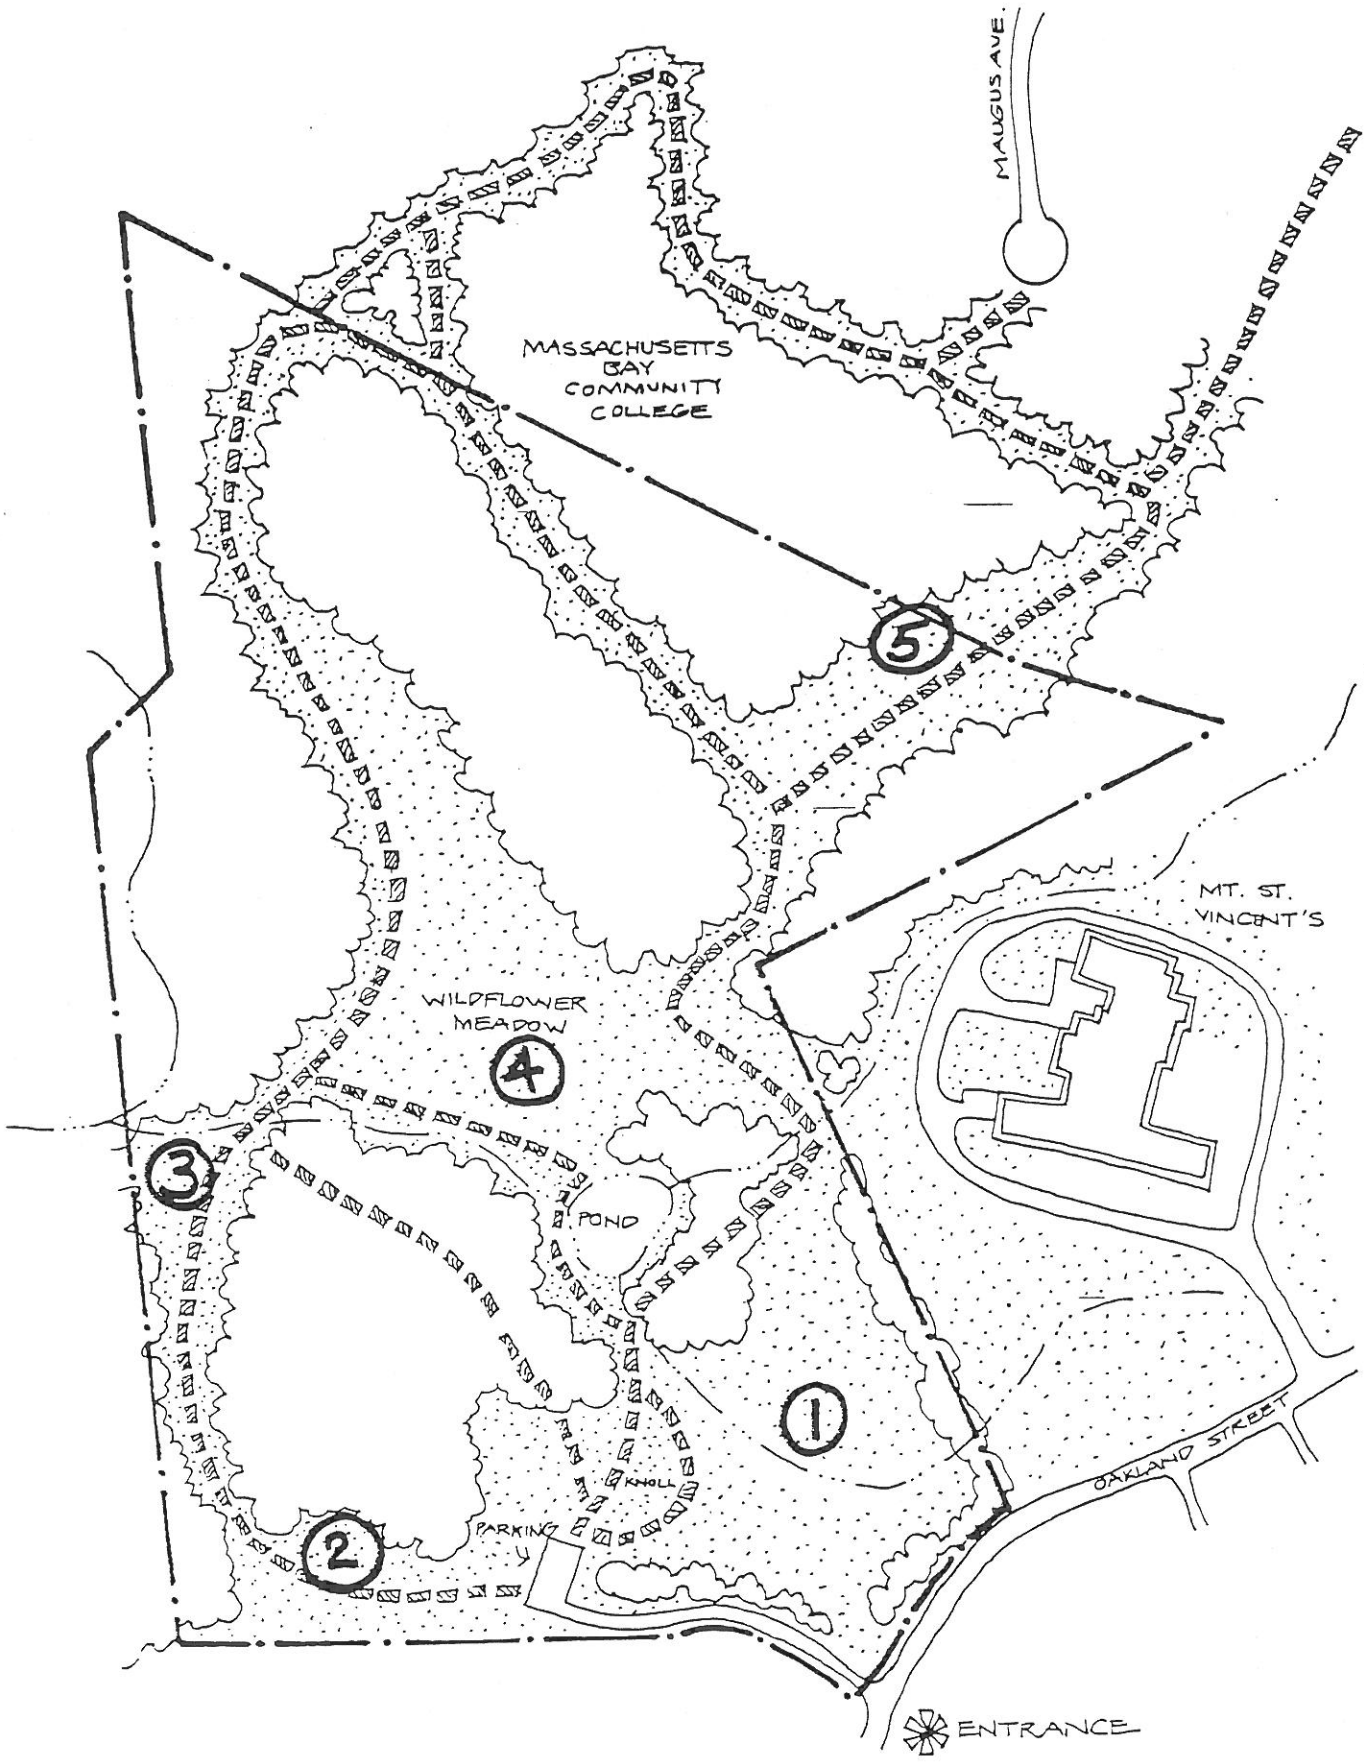 MAUGUS AVE.
MASSACHUSETTS
BAY
COMMUNITY
COLLEGE
5
MT. ST.
VINCENT'S
WILDFLOWER
MEADOW
4
3
POND
1
OAKLAND STREET
KNOLL
PARKING
2
ENTRANCE